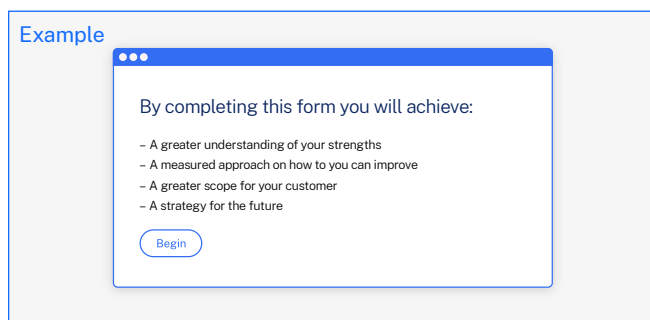 Example
By completing this form you will achieve:
– A greater understanding of your strengths
– A measured approach on how to you can improve
– A greater scope for your customer
– A strategy for the future
Begin